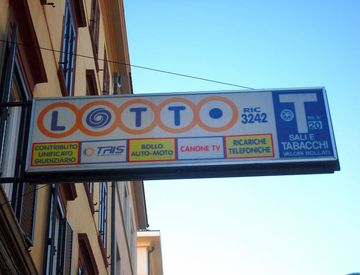 LOTTO
RIC
3242
CONTRIBUTO
UNIFICATO
GIUDIZIARIO
TRIS
BOLLO
AUTO-MOTO
CANONE TV
RICARICHE
TELEFONICHE
T
20
SALI E
TABACCHI
VALORI BOLLATI